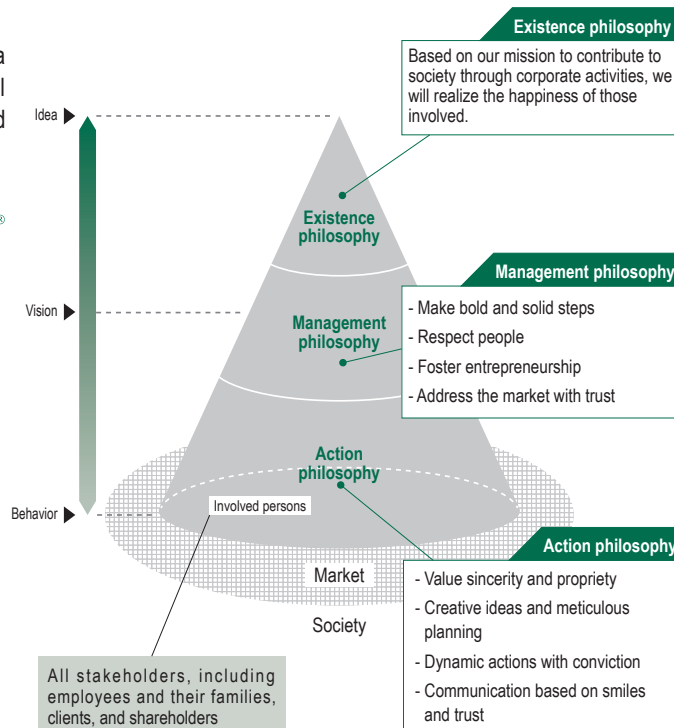 Existence philosophy
a
l
d
Based on our mission to contribute to
society through corporate activities, we
will realize the happiness of those
involved.
Idea
®
Existence
philosophy
Management philosophy
Vision
- Make bold and solid steps
Management
philosophy
- Respect people
- Foster entrepreneurship
- Address the market with trust
Action
philosophy
Involved persons
Behavior
Action philosophy
Market
- Value sincerity and propriety
- Creative ideas and meticulous
planning
Society
- Dynamic actions with conviction
- Communication based on smiles
and trust
All stakeholders, including
employees and their families,
clients, and shareholders